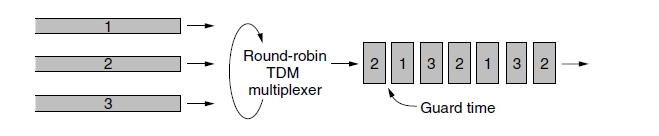 1
2
3
Round-robin
TDM
multiplexer
2 1 3 2 1 3 2
Guard time